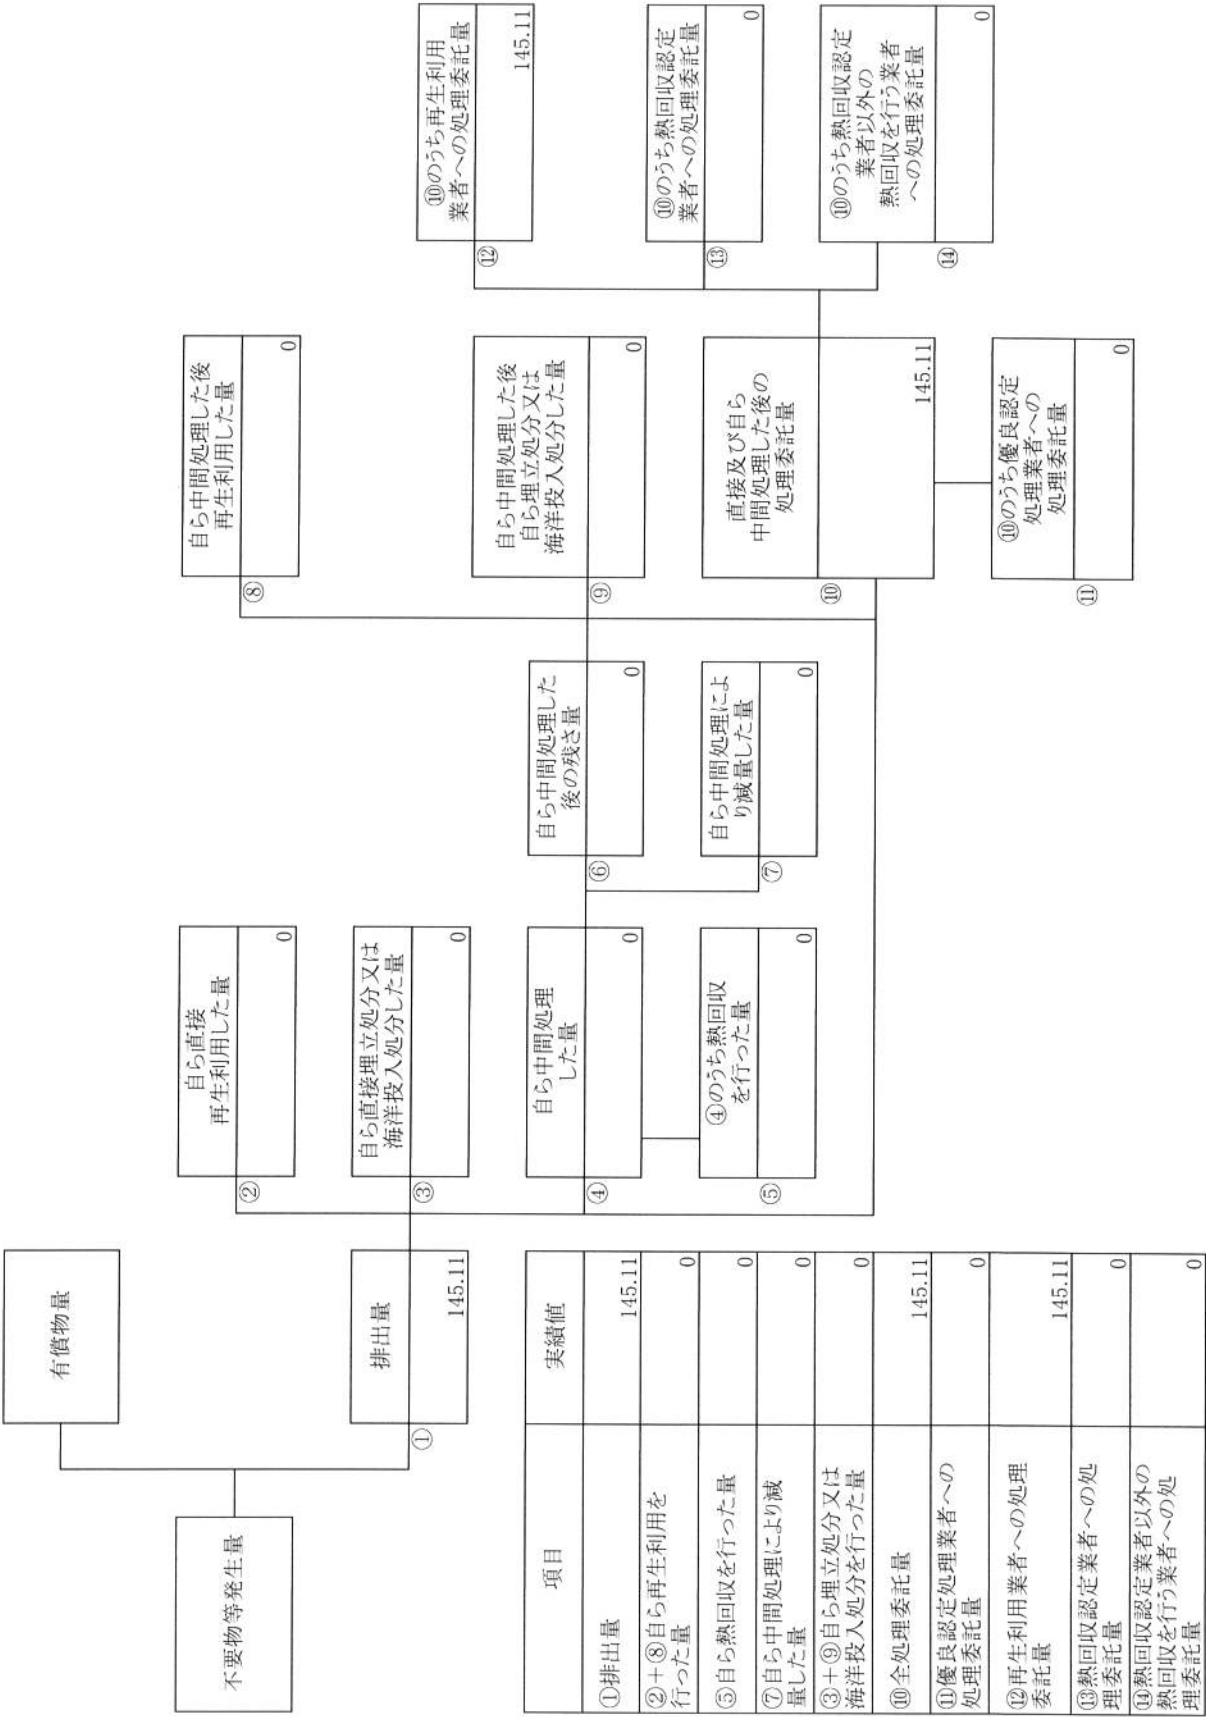 不要物等発生量
有償物量
①
排出量
145.11
②
自ら直接
再生利用した量
0
③
自ら直接埋立処分又は
海洋投入処分した量
0
④
自ら中間処理
した量
0
⑤
④のうち熱回収
を行った量
0
⑥
自ら中間処理した
後の残さ量
0
⑦
自ら中間処理によ
り減量した量
0
⑧
自ら中間処理した後
再生利用した量
0
⑨
自ら中間処理した後
自ら埋立処分又は
海洋投入処分した量
0
⑩
直接及び自ら
中間処理した後の
処理委託量
145.11
⑪
⑩のうち優良認定
処理業者への
処理委託量
0
⑫
⑩のうち再生利用
業者への処理委託量
145.11
⑬
⑩のうち熱回収認定
業者への処理委託量
0
⑭
⑩のうち熱回収認定
業者以外の
熱回収を行う業者
への処理委託量
0
項目 実績値
①排出量 145.11
②＋⑧自ら再生利用を
行った量 0
⑤自ら熱回収を行った量 0
⑦自ら中間処理により減
量した量 0
③＋⑨自ら埋立処分又は
海洋投入処分を行った量 0
⑩全処理委託量 145.11
⑪優良認定処理業者への
処理委託量 0
⑫再生利用業者への処理
委託量 145.11
⑬熱回収認定業者への処
理委託量 0
⑭熱回収認定業者以外の
熱回収を行う業者への処
理委託量 0